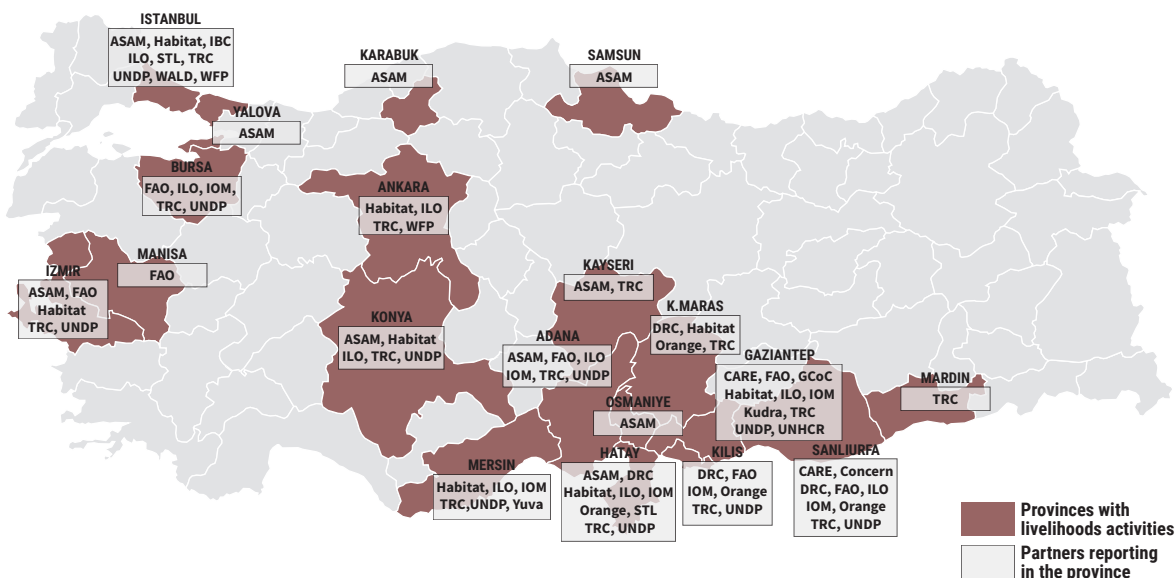 ISTANBUL
ASAM, Habitat, IBC
ILO, STL, TRC
UNDP, WALD, WFP
KARABUK
ASAM
SAMSUN
ASAM
YALOVA
ASAM
BURSA
FAO, ILO, IOM,
TRC, UNDP
ANKARA
Habitat, ILO
TRC, WFP
MANISA
FAO
IZMIR
ASAM, FAO
Habitat
TRC, UNDP
KAYSERI
ASAM, TRC
K.MARAS
DRC, Habitat
Orange, TRC
KONYA
ASAM, Habitat
ILO, TRC, UNDP
ADANA
ASAM, FAO, ILO
IOM, TRC, UNDP
GAZIANTEP
CARE, FAO, GCoC
Habitat, ILO, IOM
Kudra, TRC
UNDP, UNHCR
MARDIN
TRC
OSMANIYE
ASAM
MERSIN
Habitat, ILO, IOM
TRC,UNDP, Yuva
HATAY
ASAM, DRC
Habitat, ILO, IOM
Orange, STL
TRC, UNDP
KILIS
DRC, FAO
IOM, Orange
TRC, UNDP
SANLIURFA
CARE, Concern
DRC, FAO, ILO
IOM, Orange
TRC, UNDP
Provinces with
livelihoods activities
Partners reporting
in the province